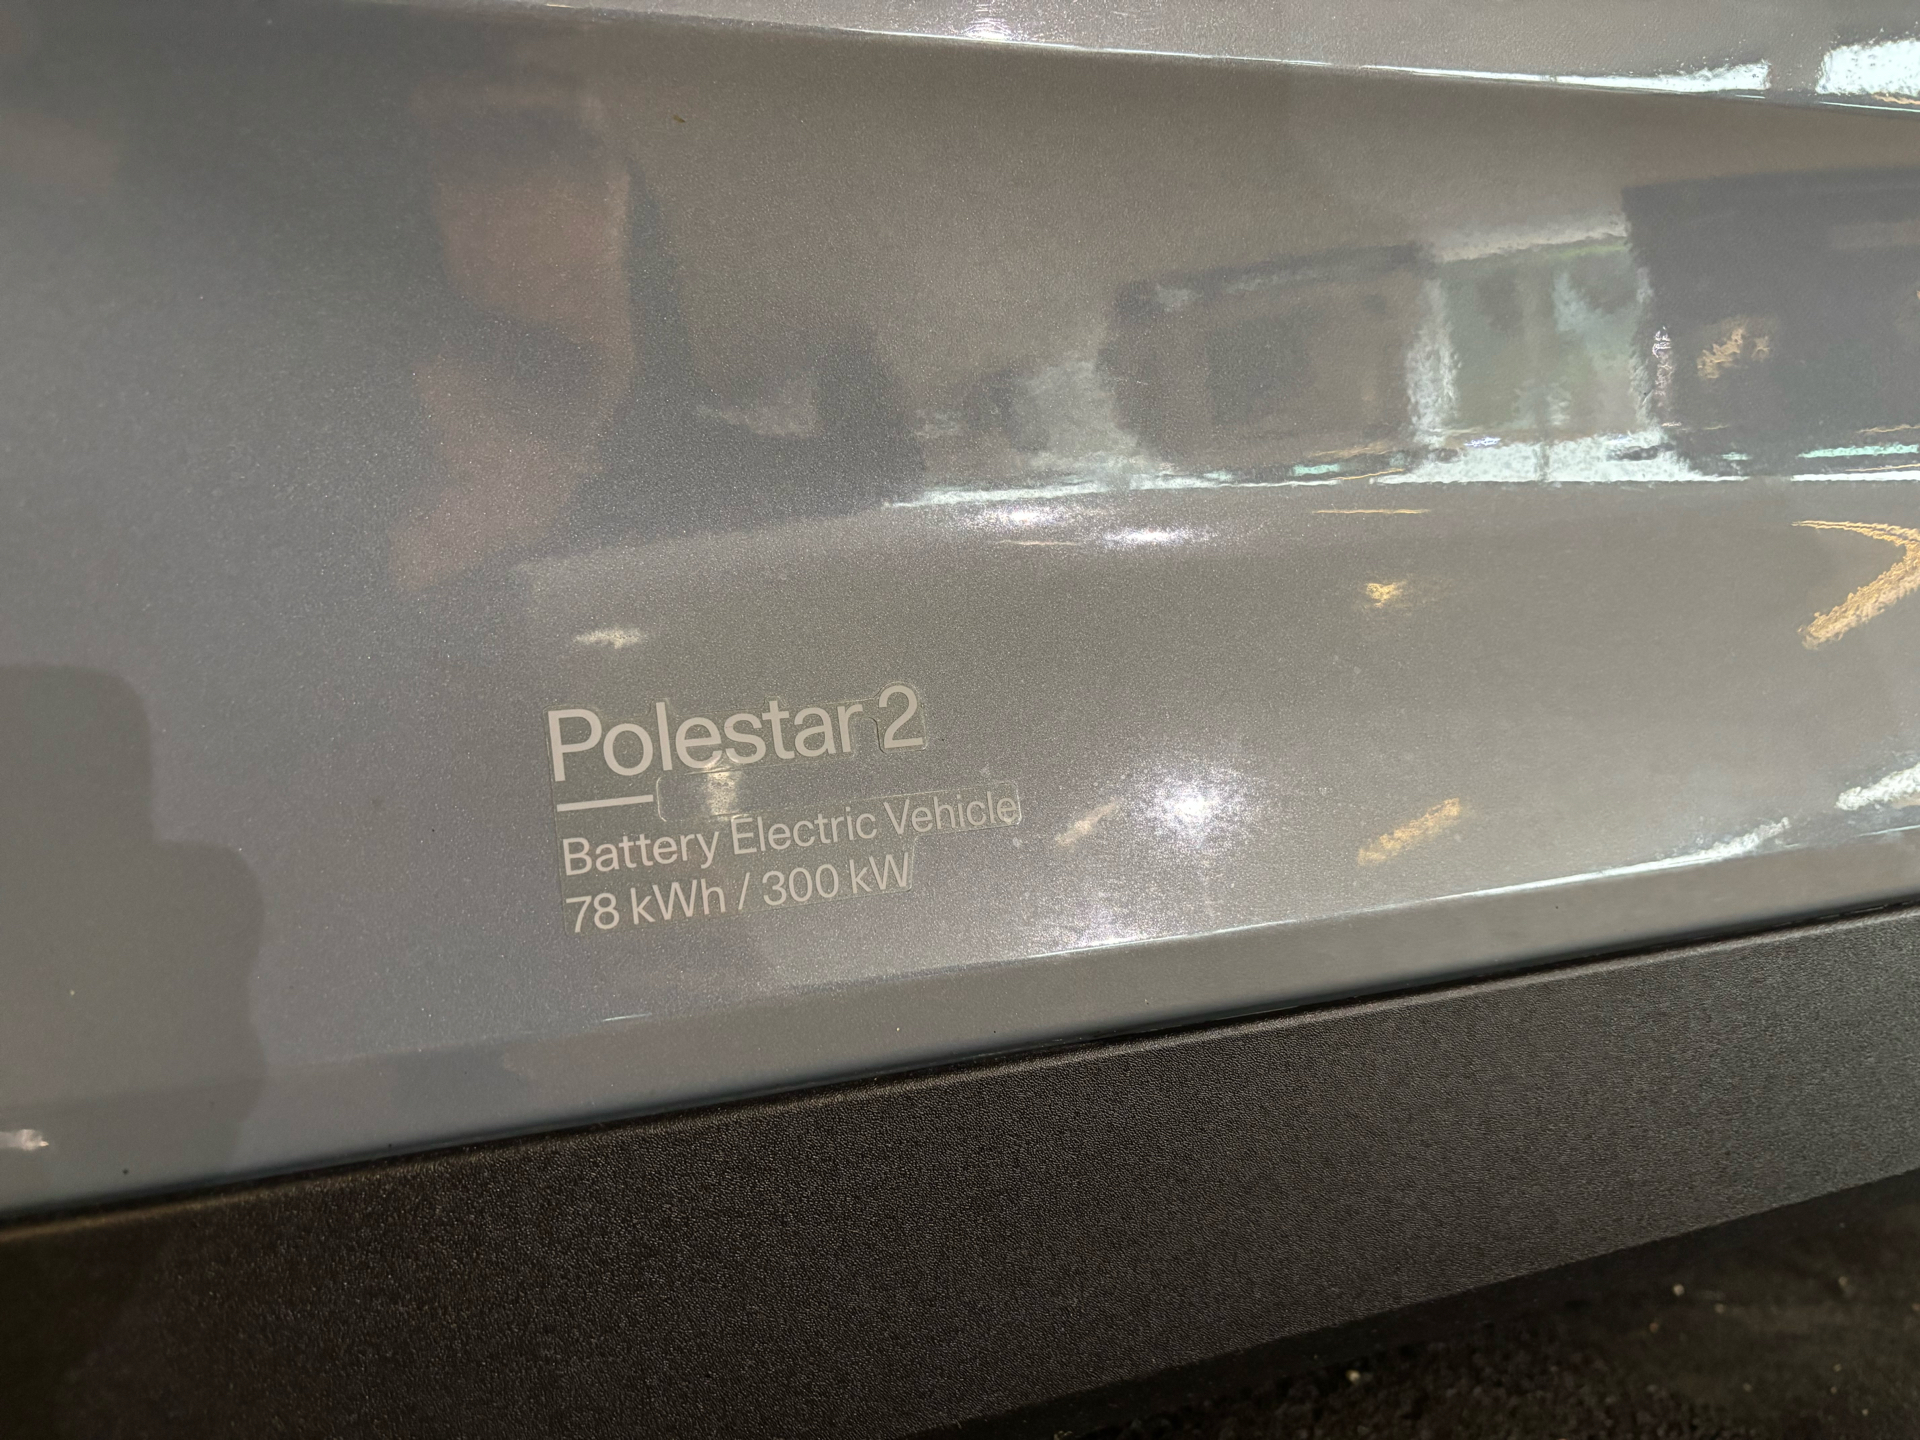 Polestar 2
Battery Electric Vehicle
78 kWh / 300 kW